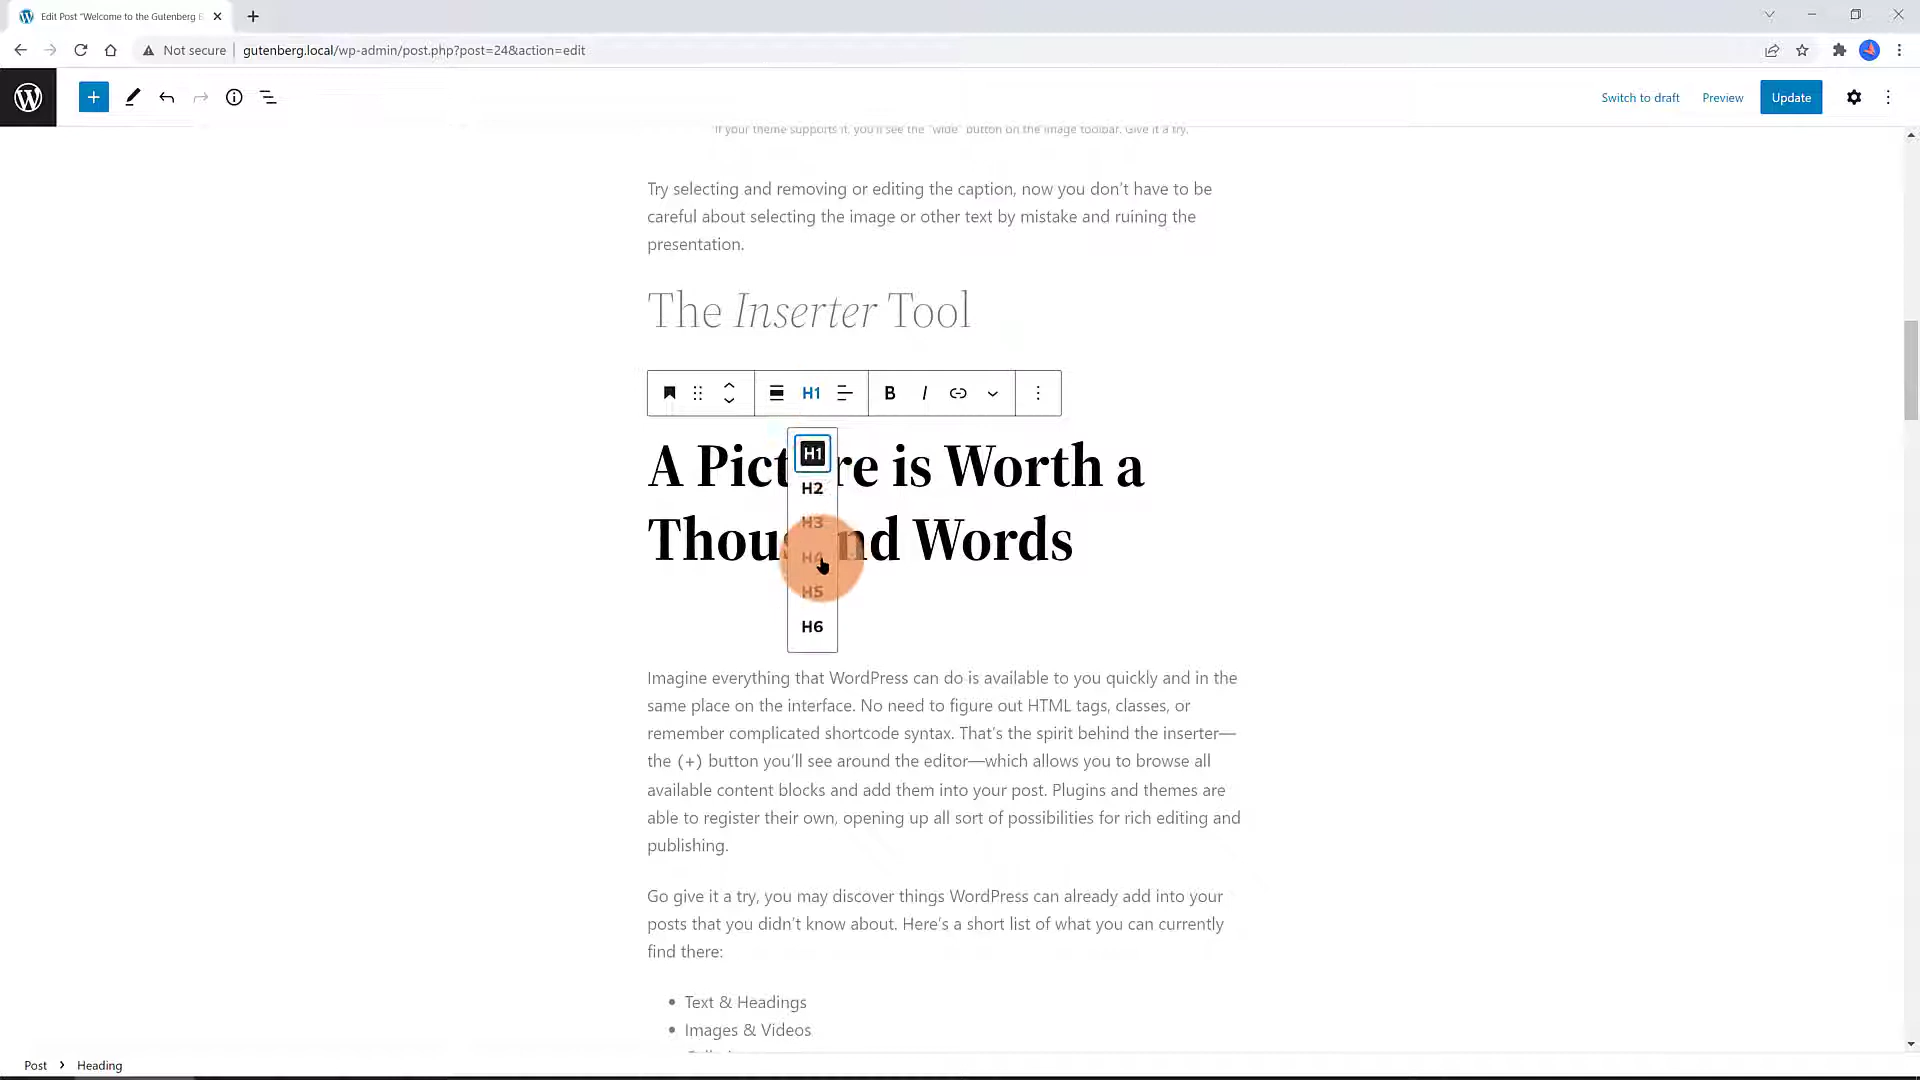 Edit Post "Welcome to the Gutenberg E
Not secure
gutenberg.local/wp-admin/post.php?post=24&action=edit
Switch to draft
Preview
Update
If your theme supports it, you'll see the "wide" button on the image toolbar. Give it a try.
Try selecting and removing or editing the caption, now you don't have to be
careful about selecting the image or other text by mistake and ruining the
presentation.
The Inserter Tool
H1
B I
A Picture is Worth a
Thousand Words
H1
H2
H3
H4
H5
H6
Imagine everything that WordPress can do is available to you quickly and in the
same place on the interface. No need to figure out HTML tags, classes, or
remember complicated shortcode syntax. That's the spirit behind the inserter—
the (+) button you'll see around the editor—which allows you to browse all
available content blocks and add them into your post. Plugins and themes are
able to register their own, opening up all sort of possibilities for rich editing and
publishing.
Go give it a try, you may discover things WordPress can already add into your
posts that you didn't know about. Here's a short list of what you can currently
find there:
• Text & Headings
• Images & Videos
Post
Heading